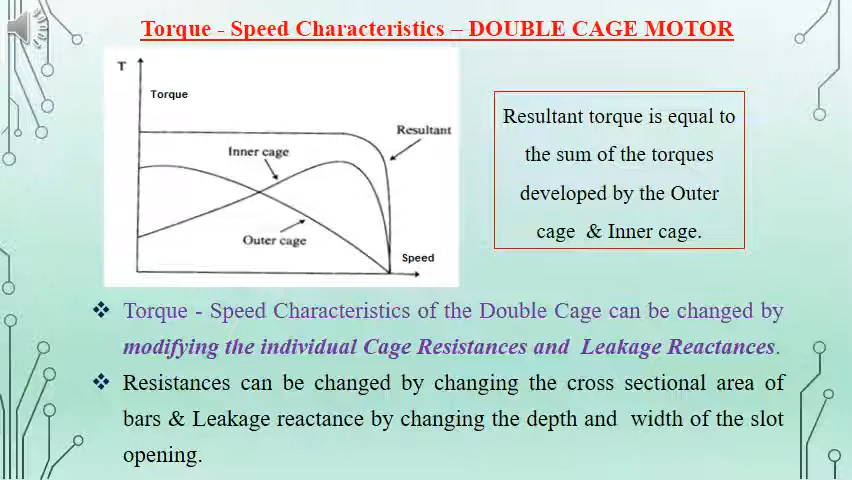 Torque - Speed Characteristics – DOUBLE CAGE MOTOR
T
Torque
Resultant
Inner cage
Outer cage
Speed
Resultant torque is equal to
the sum of the torques
developed by the Outer
cage & Inner cage.
❖ Torque - Speed Characteristics of the Double Cage can be changed by
modifying the individual Cage Resistances and Leakage Reactances.
❖ Resistances can be changed by changing the cross sectional area of
bars & Leakage reactance by changing the depth and width of the slot
opening.